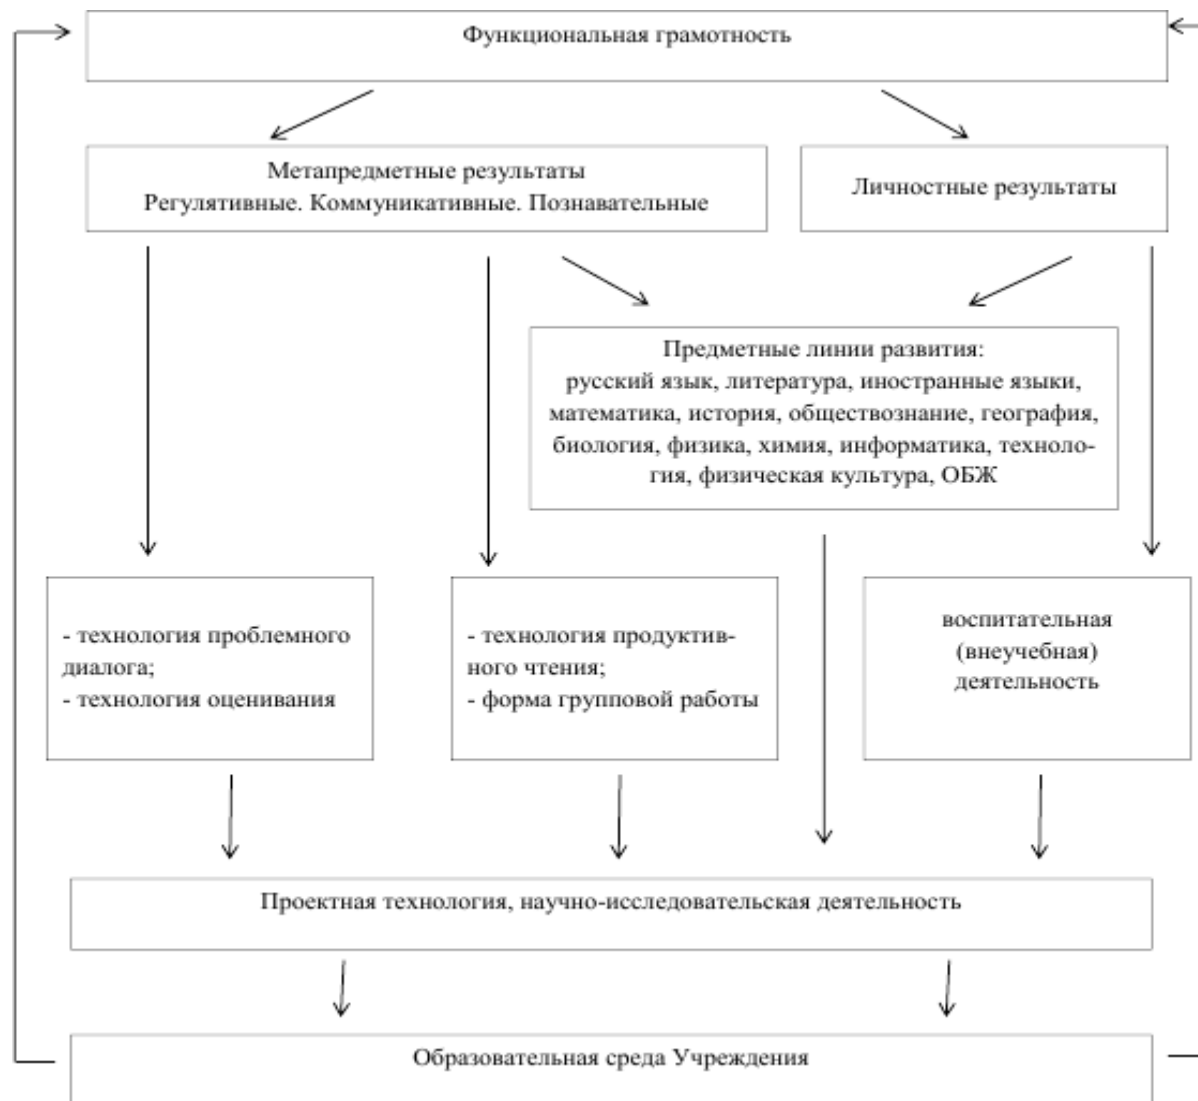 Функциональная грамотность
Метапредметные результаты
Регулятивные. Коммуникативные. Познавательные
Личностные результаты
Предметные линии развития:
русский язык, литература, иностранные языки,
математика, история, обществознание, география,
биология, физика, химия, информатика, техноло-
гия, физическая культура, ОБЖ
- технология проблемного
диалога;
- технология оценивания
- технология продуктив-
ного чтения;
- форма групповой работы
воспитательная
(внеучебная)
деятельность
Проектная технология, научно-исследовательская деятельность
Образовательная среда Учреждения